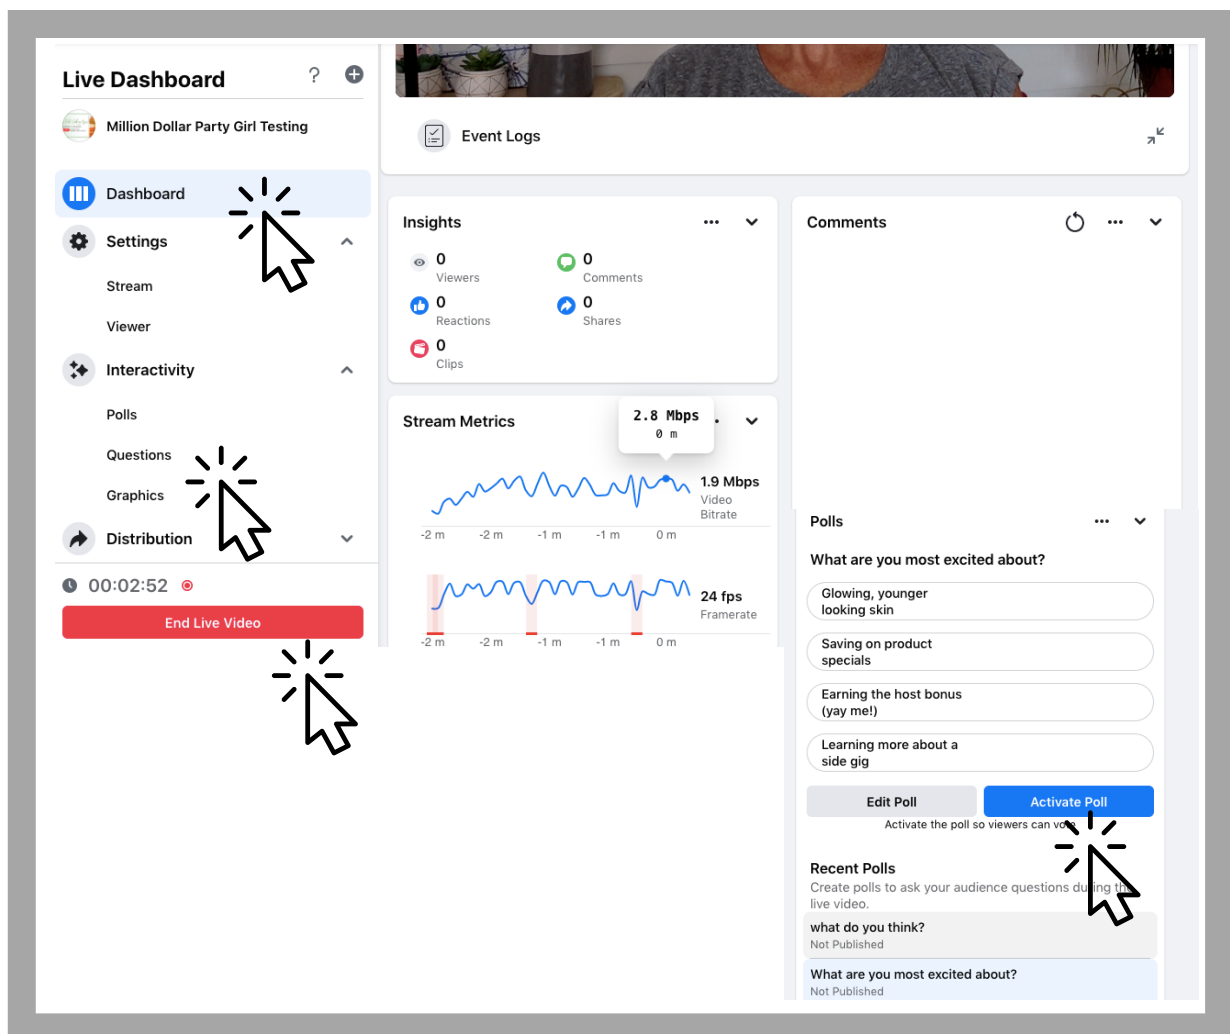 Live Dashboard
?
Million Dollar Party Girl Testing
Dashboard
Settings
Stream
Viewer
Interactivity
Polls
Questions
Graphics
Distribution
00:02:52
End Live Video
Event Logs
Insights
0
Viewers
0
Comments
0
Reactions
0
Shares
0
Clips
Stream Metrics
2.8 Mbps
0 m
1.9 Mbps
Video
Bitrate
-2 m -2 m -1 m -1 m 0 m
24 fps
Framerate
-2 m -2 m -1 m -1 m 0 m
Comments
Polls
What are you most excited about?
Glowing, younger
looking skin
Saving on product
specials
Earning the host bonus
(yay me!)
Learning more about a
side gig
Edit Poll
Activate Poll
Activate the poll so viewers can vote
Recent Polls
Create polls to ask your audience questions during the
live video.
what do you think?
Not Published
What are you most excited about?
Not Published